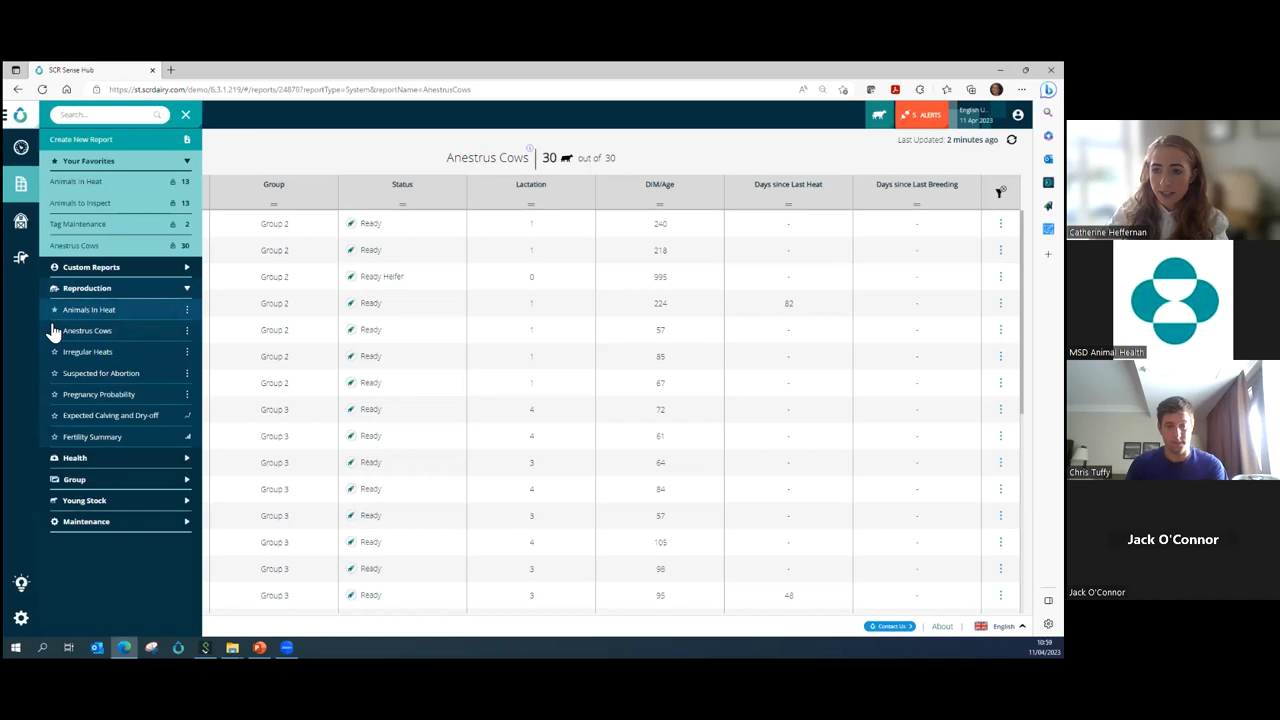 SCR Sense Hub
https://st.scrdairy.com/demo/6.3.1.219/#/reports/24878?reportType=System&reportName=AnestrusCows
Search...
5 ALERTS
English U...
11 Apr 2023
Create New Report
Your Favorites
Animals In Heat 13
Animals to Inspect 13
Tag Maintenance 2
Anestrus Cows 30
Custom Reports
Reproduction
Animals In Heat
Anestrus Cows
Irregular Heats
Suspected for Abortion
Pregnancy Probability
Expected Calving and Dry-off
Fertility Summary
Health
Group
Young Stock
Maintenance
Last Updated: 2 minutes ago
Anestrus Cows 30 out of 30
Group Status Lactation DIM/Age Days since Last Heat Days since Last Breeding
Group 2 Ready 1 240 - -
Group 2 Ready 1 218 - -
Group 2 Ready Heifer 0 995 - -
Group 2 Ready 1 224 82 -
Group 2 Ready 1 57 - -
Group 2 Ready 1 85 - -
Group 2 Ready 1 67 - -
Group 3 Ready 4 72 - -
Group 3 Ready 4 61 - -
Group 3 Ready 3 64 - -
Group 3 Ready 4 84 - -
Group 3 Ready 3 57 - -
Group 3 Ready 4 105 - -
Group 3 Ready 3 98 - -
Group 3 Ready 3 95 48 -
Contact Us
About
English
10:59
11/04/2023
Catherine Heffernan
MSD Animal Health
Chris Tuffy
Jack O'Connor
Jack O'Connor